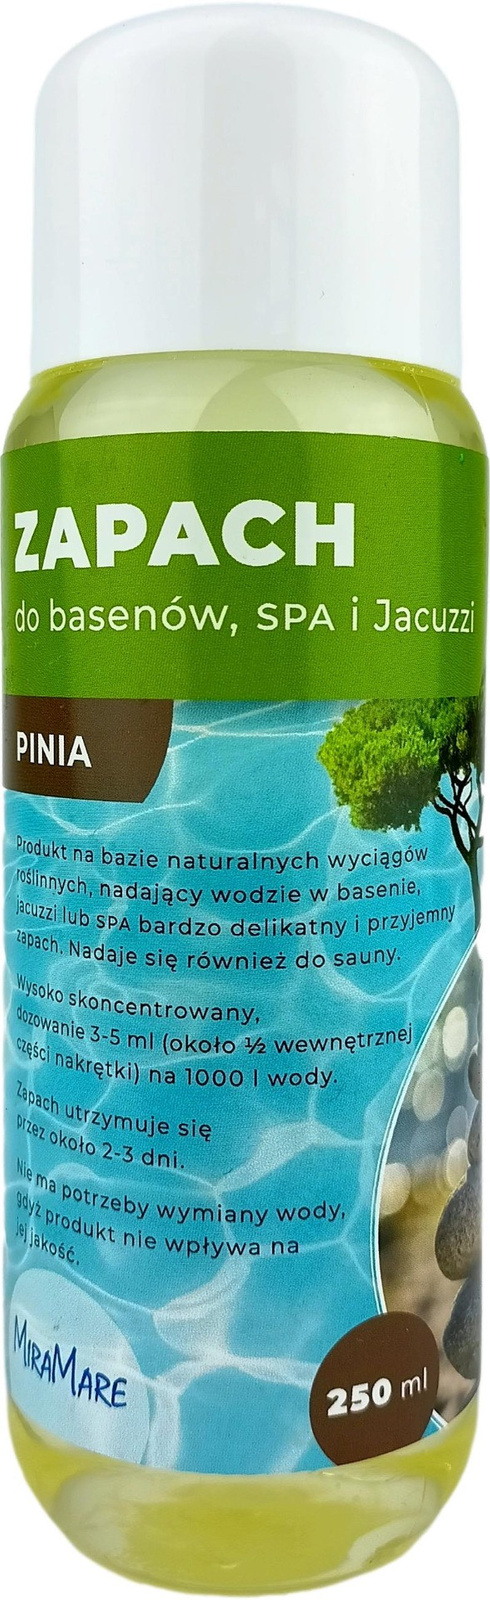 ZAPACH
do basenów, SPA i Jacuzzi
PINIA
Produkt na bazie naturalnych wyciągów
roślinnych, nadający wodzie w basenie,
jacuzzi lub SPA bardzo delikatny i przyjemny
zapach. Nadaje się również do sauny.
Wysoko skoncentrowany,
dozowanie 3-5 ml (około ½ wewnętrznej
części nakrętki) na 1000 l wody.
Zapach utrzymuje się
przez około 2-3 dni.
Nie ma potrzeby wymiany wody,
gdyż produkt nie wpływa na
jej jakość.
MIRAMARE
250 ml